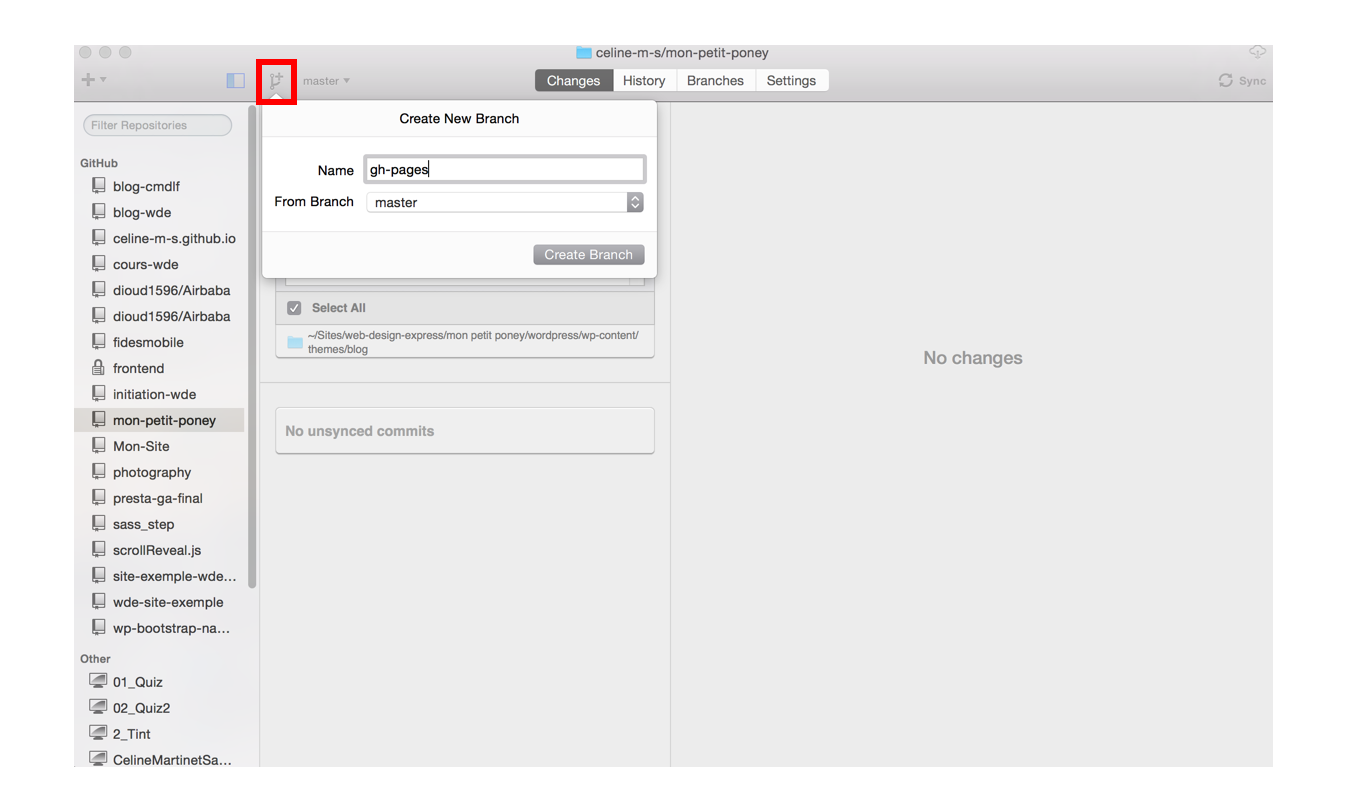 celine-m-s/mon-petit-poney
master
Changes History Branches Settings
Sync
Filter Repositories
GitHub
blog-cmdlf
blog-wde
celine-m-s.github.io
cours-wde
dioud1596/Airbaba
dioud1596/Airbaba
fidesmobile
frontend
initiation-wde
mon-petit-poney
Mon-Site
photography
presta-ga-final
sass_step
scrollReveal.js
site-exemple-wde...
wde-site-exemple
wp-bootstrap-na...
Other
01_Quiz
02_Quiz2
2_Tint
CelineMartinetSa...
Create New Branch
Name gh-pages
From Branch master
Create Branch
Select All
~/Sites/web-design-express/mon petit poney/wordpress/wp-content/
themes/blog
No unsynced commits
No changes